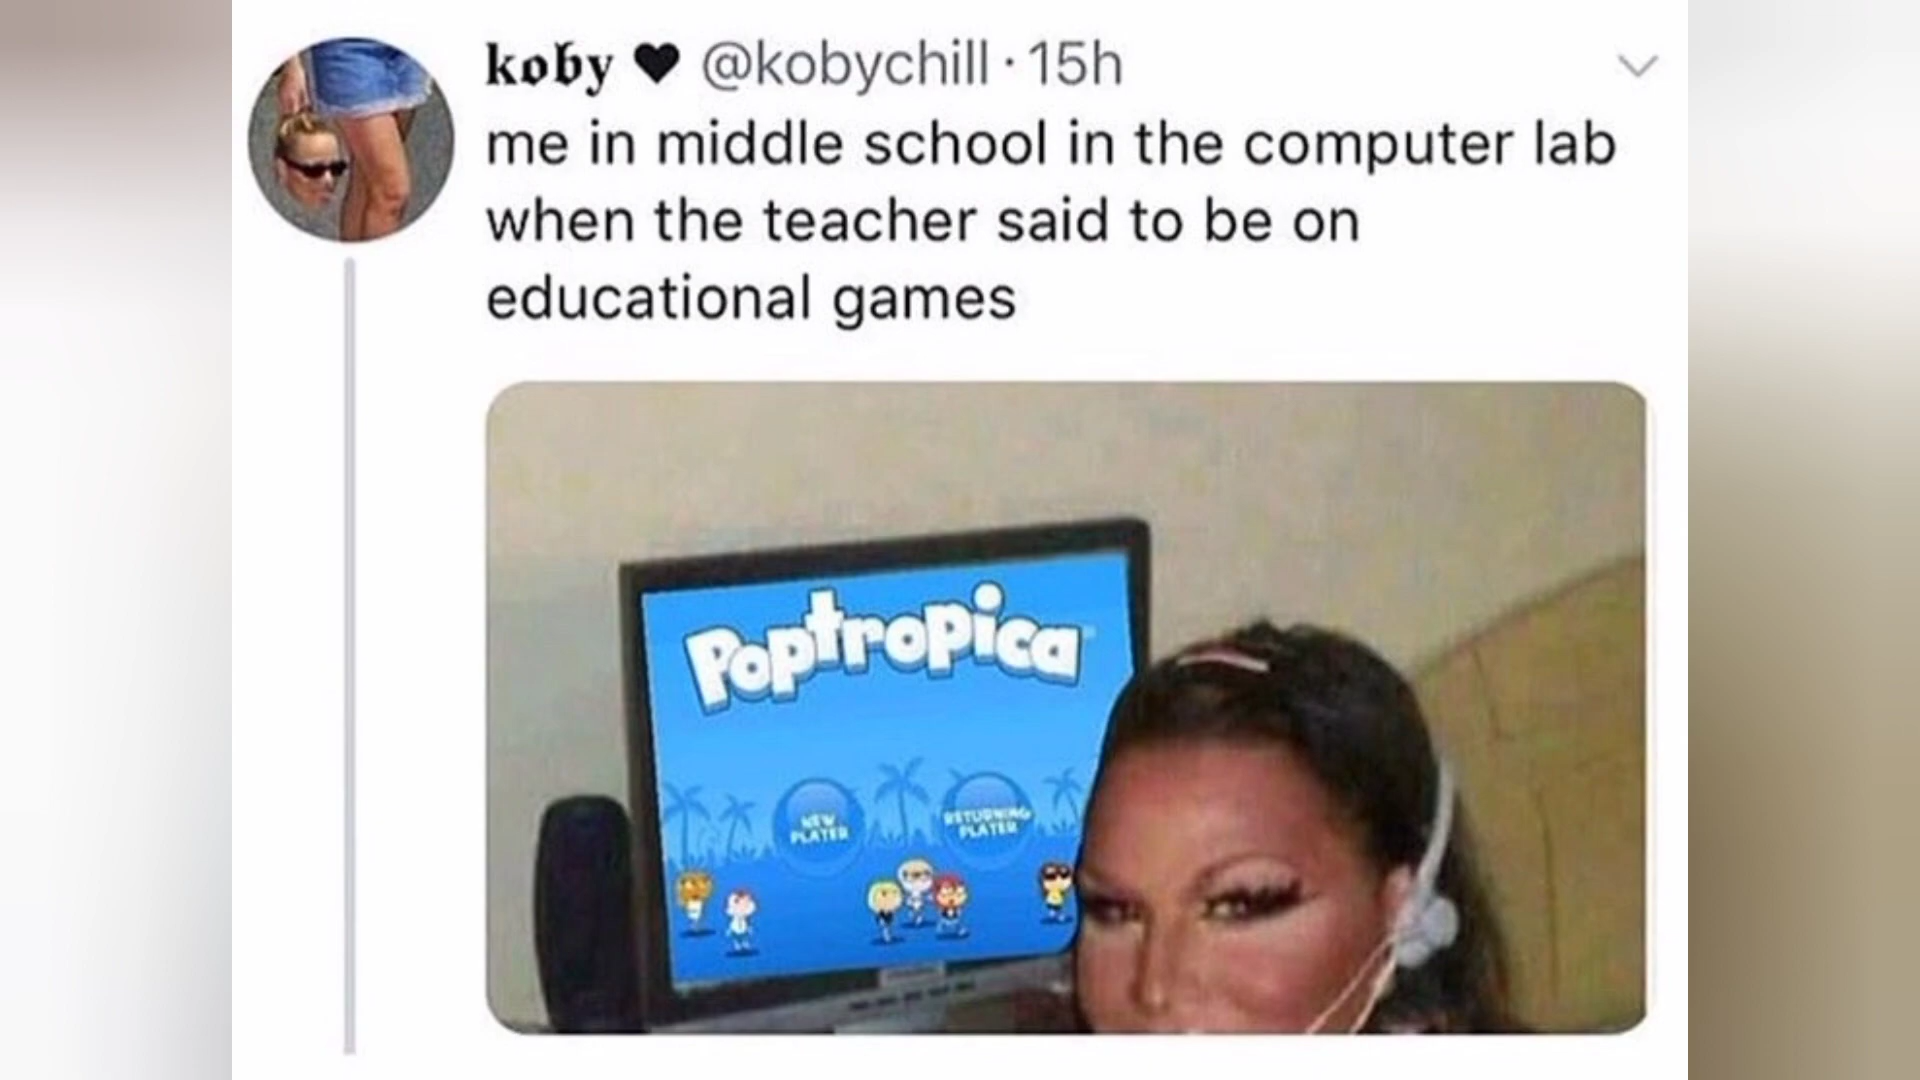 koby ♥ @kobychill · 15h
me in middle school in the computer lab
when the teacher said to be on
educational games
Poptropica
NEW
PLAYER
RETURNING
PLAYER